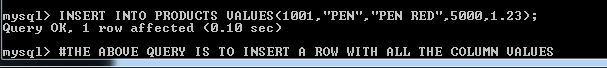 mysql> INSERT INTO PRODUCTS VALUES(1001,"PEN","PEN RED",5000,1.23);
Query OK, 1 row affected (0.10 sec)
mysql> #THE ABOVE QUERY IS TO INSERT A ROW WITH ALL THE COLUMN VALUES